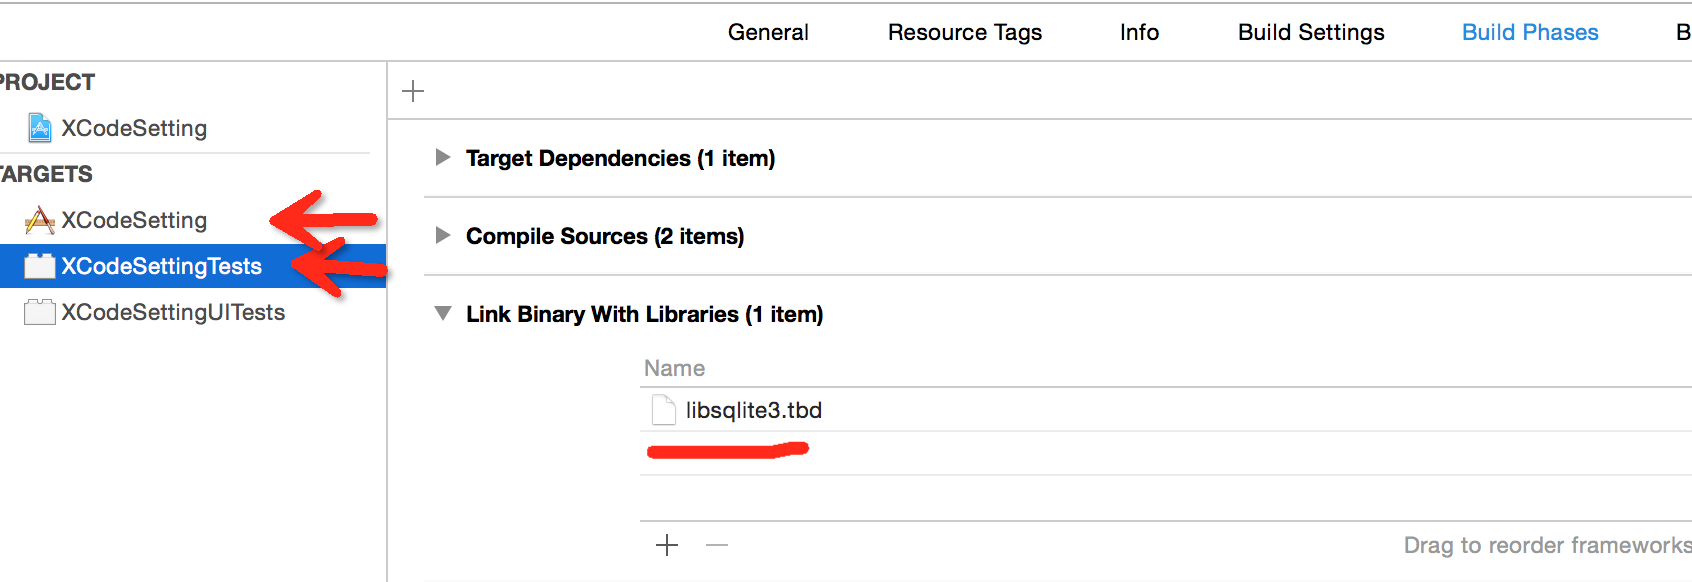 General Resource Tags Info Build Settings Build Phases B
PROJECT
XCodeSetting
TARGETS
XCodeSetting
XCodeSettingTests
XCodeSettingUITests
Target Dependencies (1 item)
Compile Sources (2 items)
Link Binary With Libraries (1 item)
Name
libsqlite3.tbd
Drag to reorder frameworks